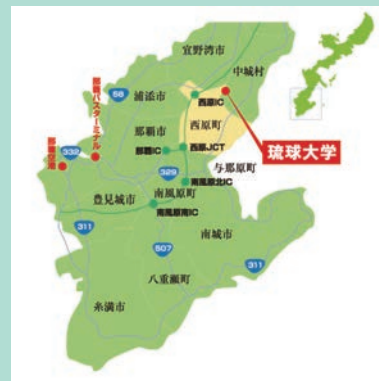 宜野湾市
中城村
浦添市
58
西原IC
那覇バスターミナル
西原町
那覇市
琉球大学
那覇IC
西原JCT
332
那覇空港
与那原町
329
南風原北IC
南風原町
豊見城市
南風原南IC
311
南城市
507
311
八重瀬町
糸満市